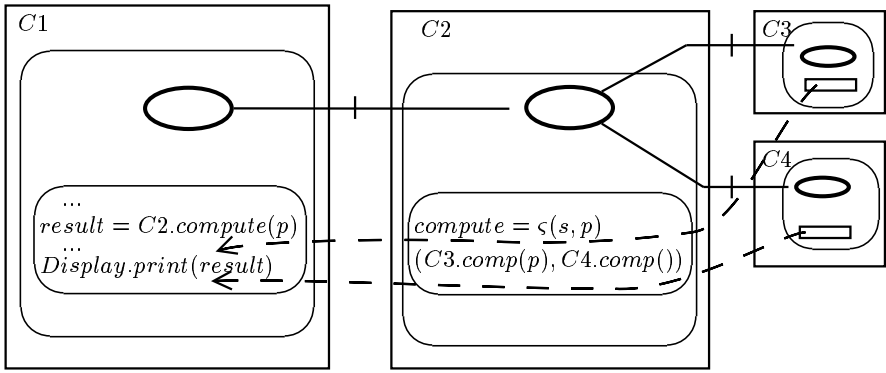 C1
...
result = C2.compute(p)
...
Display.print(result)
C2
compute = ς(s, p)
(C3.comp(p), C4.comp())
C3
C4